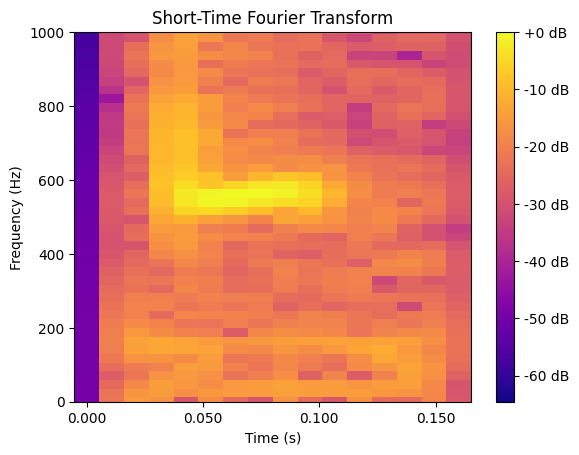 Short-Time Fourier Transform
1000
800
600
400
200
0
Frequency (Hz)
0.000
0.050
0.100
0.150
Time (s)
+0 dB
-10 dB
-20 dB
-30 dB
-40 dB
-50 dB
-60 dB